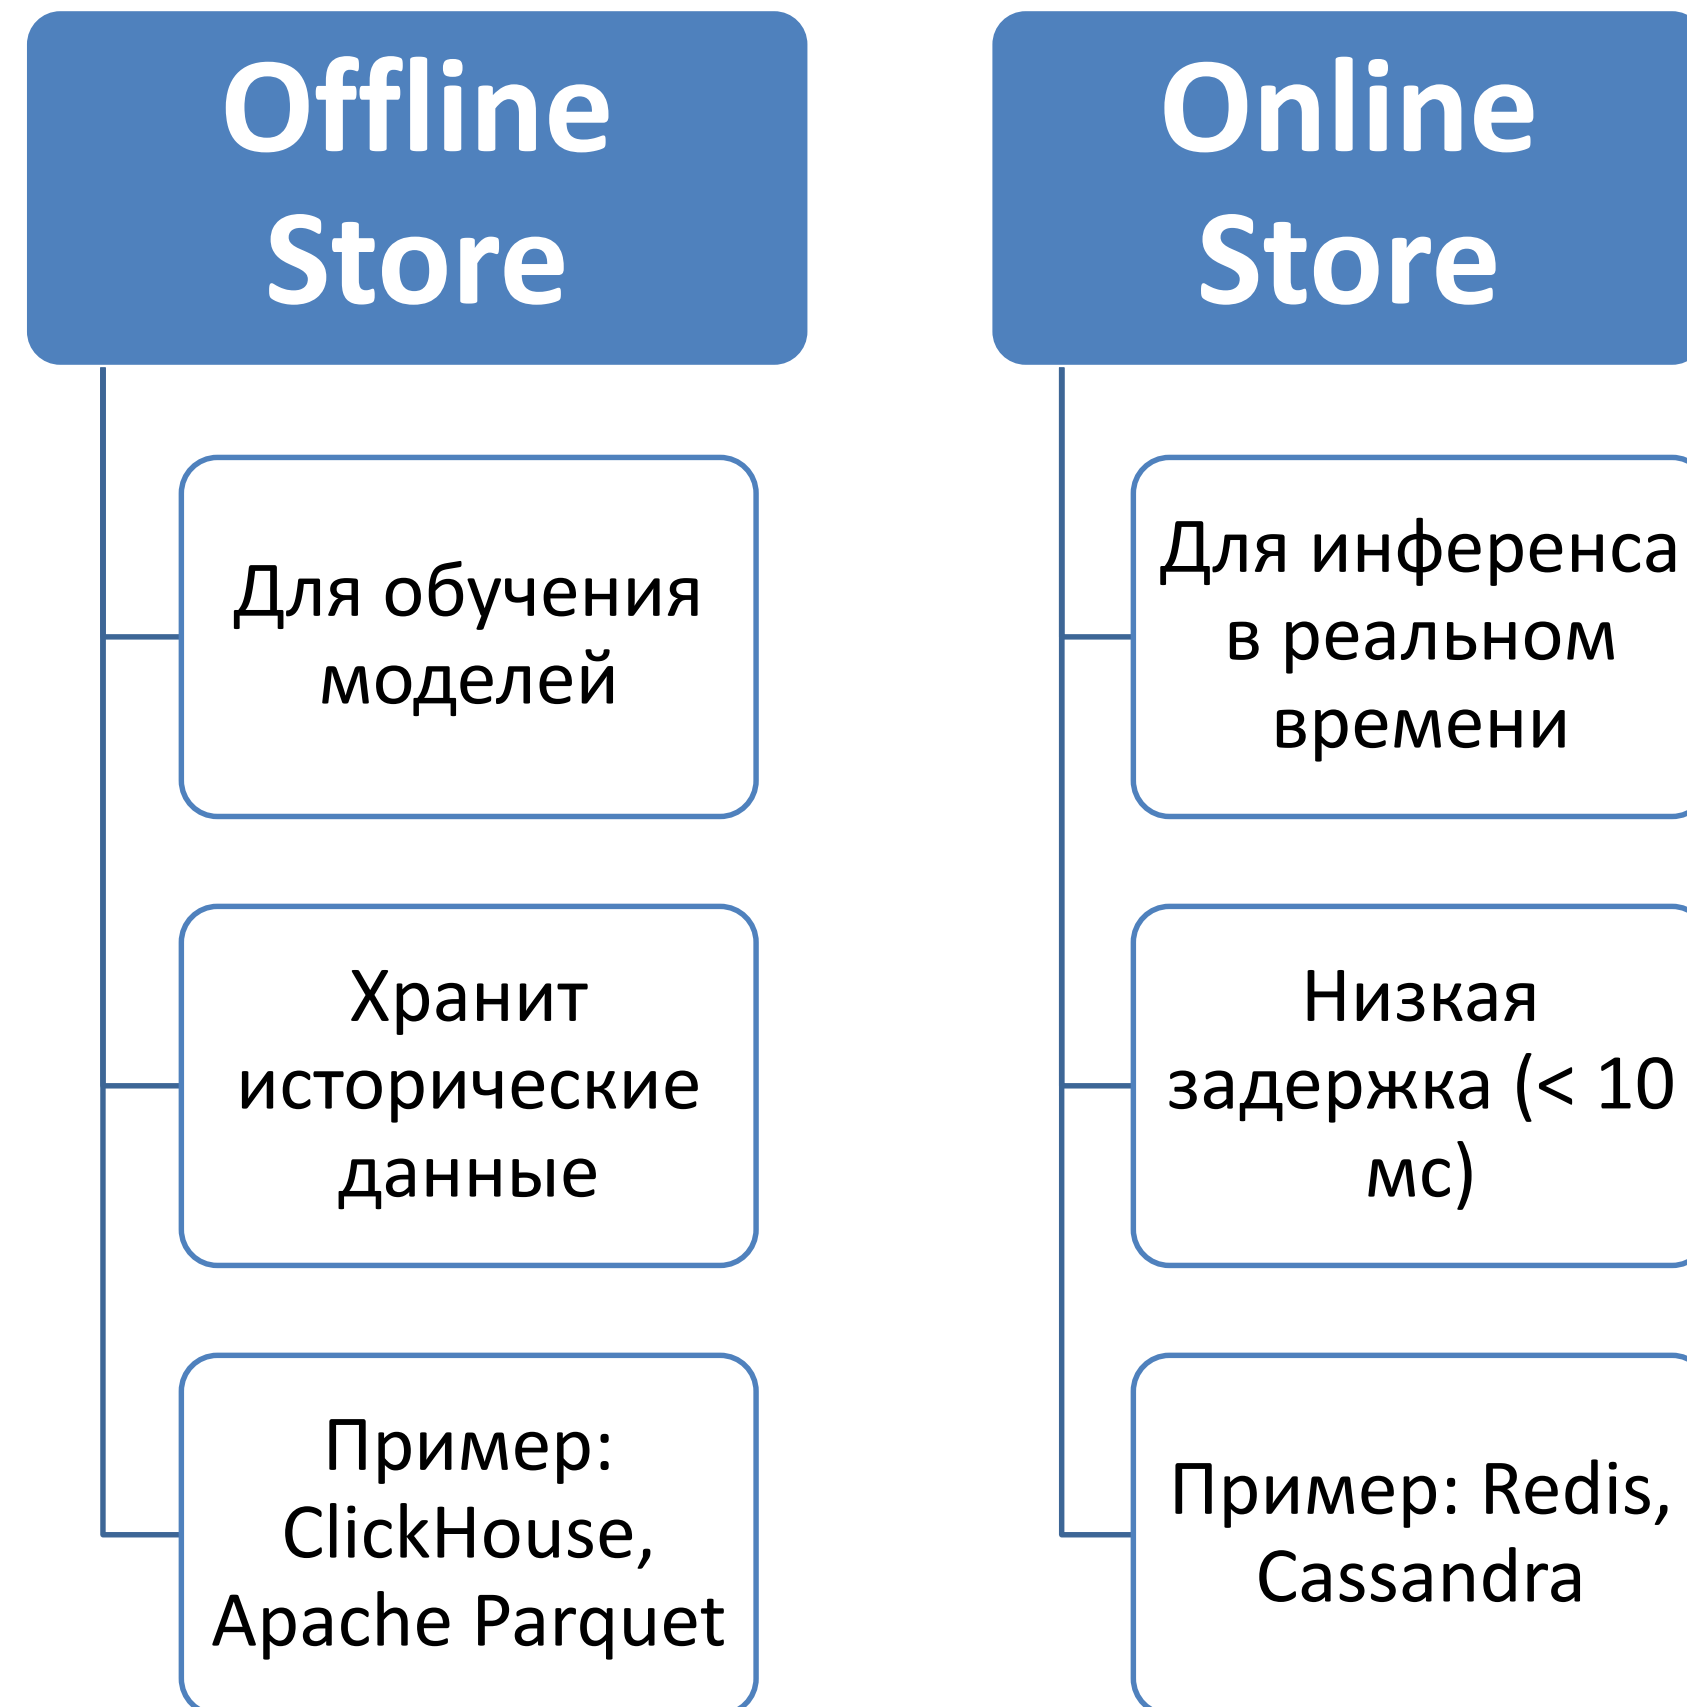 Offline
Store
Для обучения
моделей
Хранит
исторические
данные
Пример:
ClickHouse,
Apache Parquet
Online
Store
Для инференса
в реальном
времени
Низкая
задержка (< 10
мс)
Пример: Redis,
Cassandra